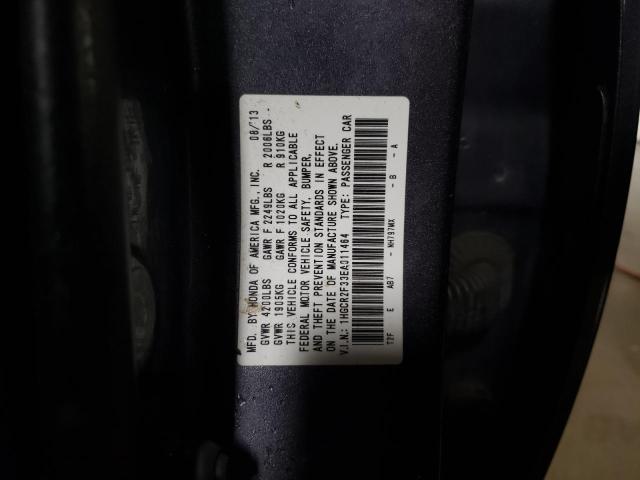 MFD. BY HONDA OF AMERICA MFG., INC. 08/13
GVWR 4200LBS GAWR F 2249LBS R 2006LBS
GVWR 1905KG GAWR F 1020KG R 910KG
THIS VEHICLE CONFORMS TO ALL APPLICABLE
FEDERAL MOTOR VEHICLE SAFETY, BUMPER,
AND THEFT PREVENTION STANDARDS IN EFFECT
ON THE DATE OF MANUFACTURE SHOWN ABOVE.
V.I.N.: 1HGCR2F33EA011464 TYPE: PASSENGER CAR
T2F E AB7 - NH797MX - B - A